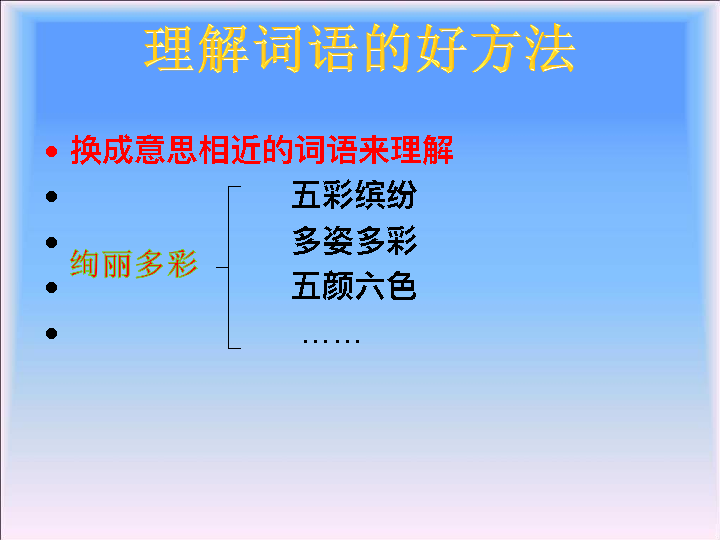 理解词语的好方法
换成意思相近的词语来理解
五彩缤纷
多姿多彩
绚丽多彩
五颜六色
……